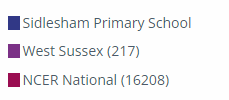 Sidlesham Primary School
West Sussex (217)
NCER National (16208)